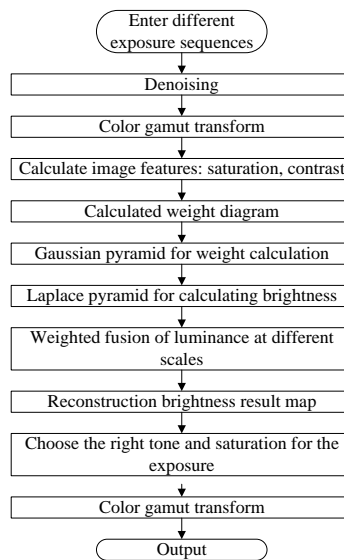 Enter different
exposure sequences
Denoising
Color gamut transform
Calculate image features: saturation, contrast
Calculated weight diagram
Gaussian pyramid for weight calculation
Laplace pyramid for calculating brightness
Weighted fusion of luminance at different
scales
Reconstruction brightness result map
Choose the right tone and saturation for the
exposure
Color gamut transform
Output